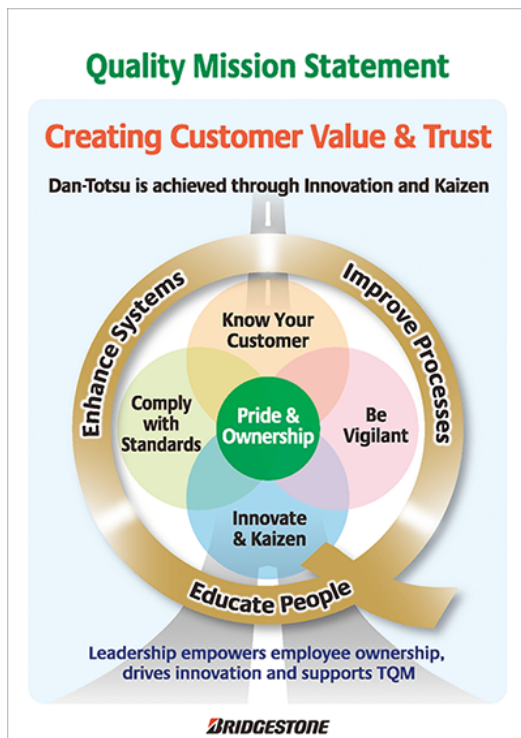 Quality Mission Statement
Creating Customer Value & Trust
Dan-Totsu is achieved through Innovation and Kaizen
Enhance Systems
Improve Processes
Know Your
Customer
Comply
with
Standards
Pride &
Ownership
Be
Vigilant
Innovate
& Kaizen
Educate People
Leadership empowers employee ownership,
drives innovation and supports TQM
BRIDGESTONE